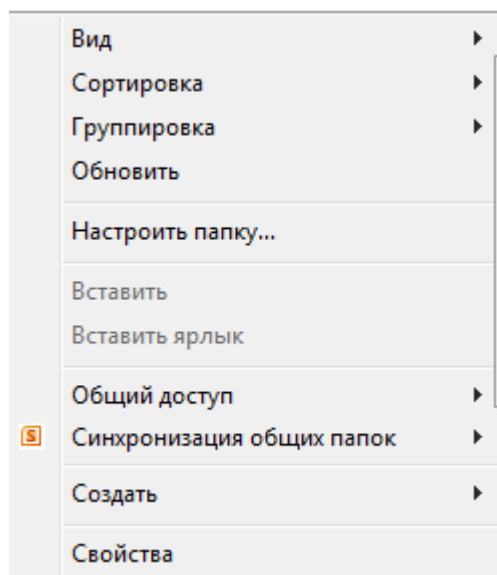 Вид
Сортировка
Группировка
Обновить
Настроить папку...
Вставить
Вставить ярлык
Общий доступ
S
Синхронизация общих папок
Создать
Свойства